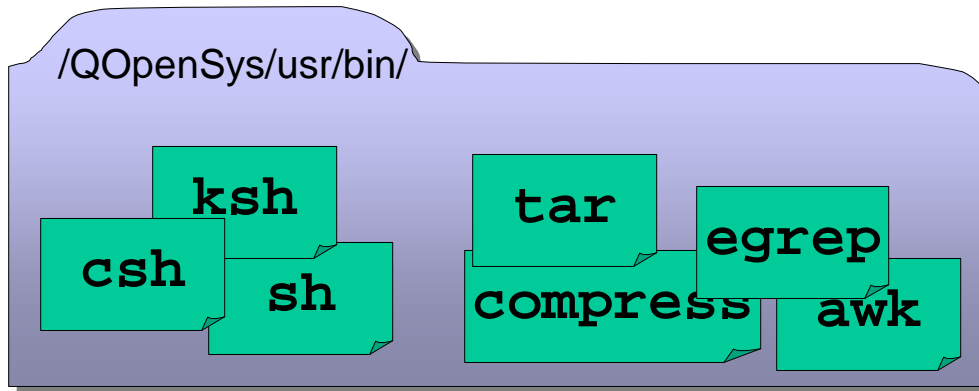 /QOpenSys/usr/bin/
ksh
csh
sh
tar
egrep
compress
awk